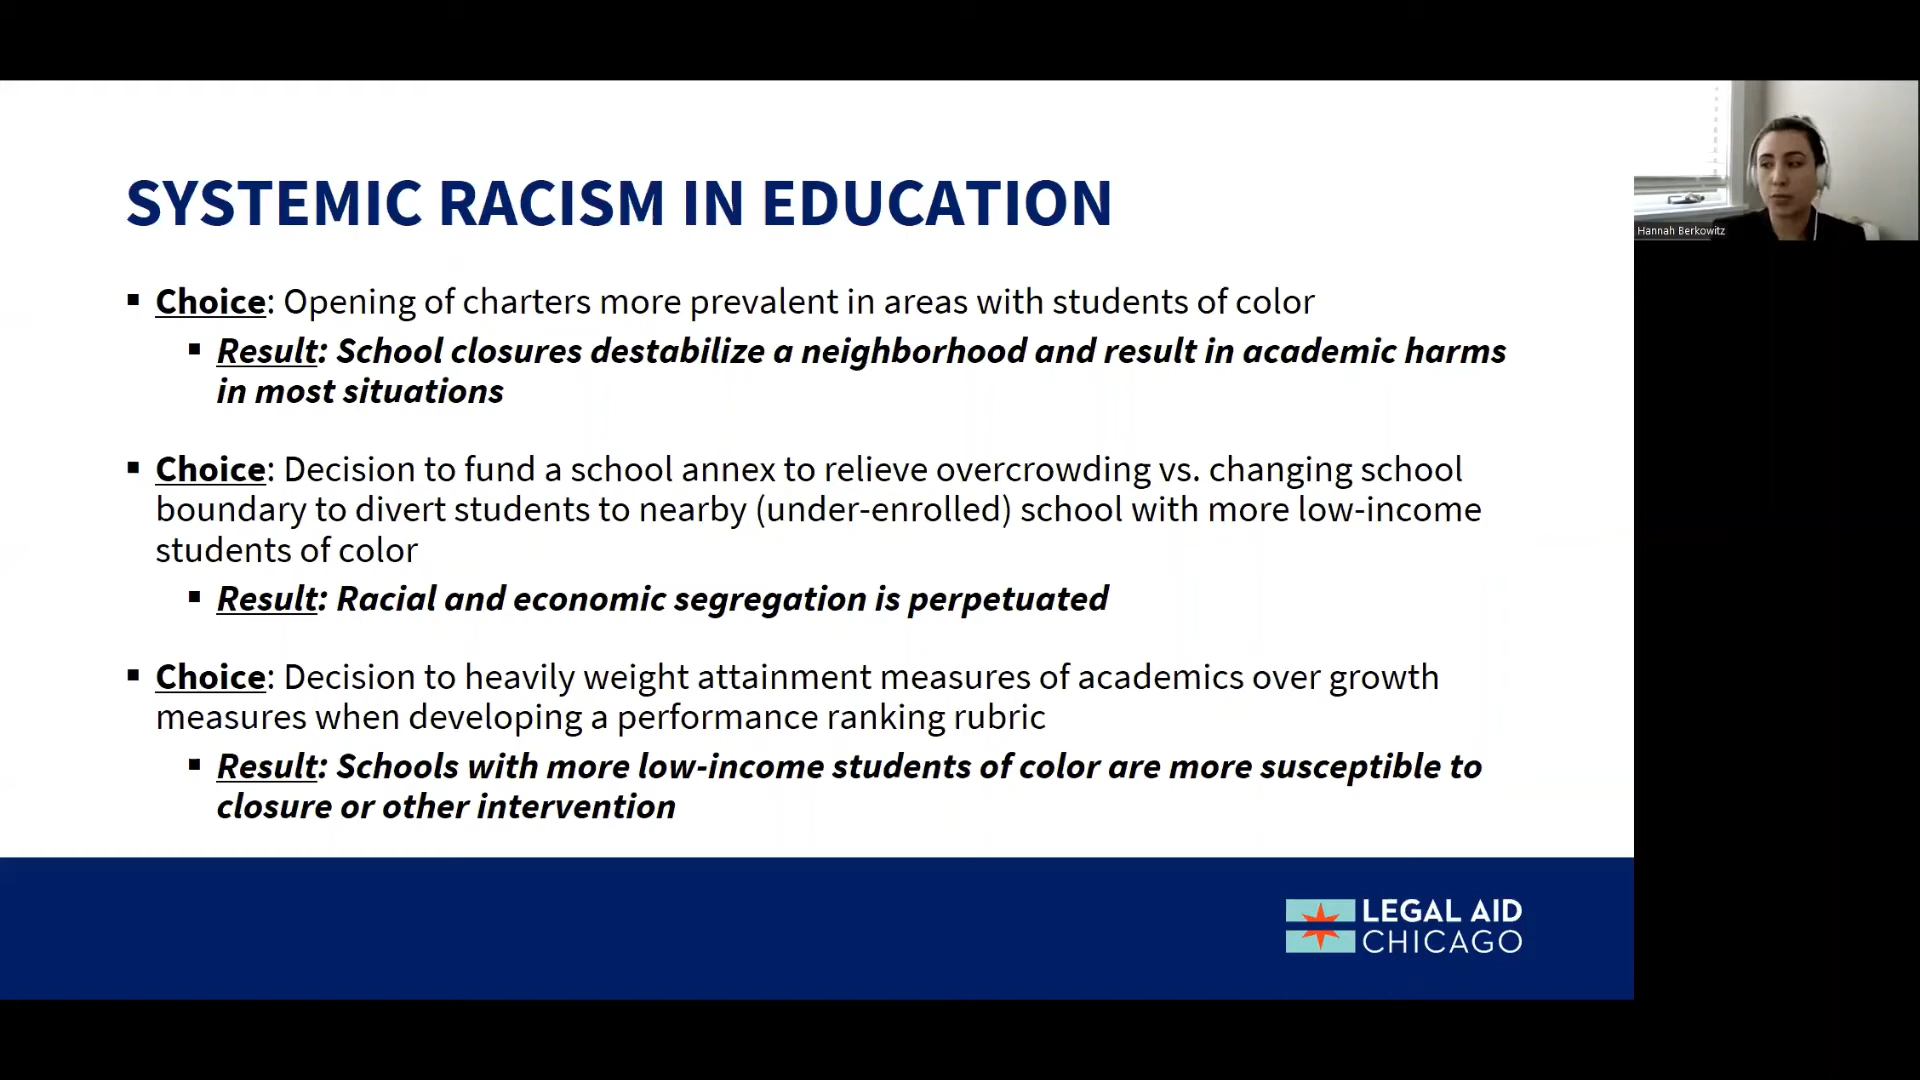 SYSTEMIC RACISM IN EDUCATION
▪ Choice: Opening of charters more prevalent in areas with students of color
▪ Result: School closures destabilize a neighborhood and result in academic harms
in most situations
▪ Choice: Decision to fund a school annex to relieve overcrowding vs. changing school
boundary to divert students to nearby (under-enrolled) school with more low-income
students of color
▪ Result: Racial and economic segregation is perpetuated
▪ Choice: Decision to heavily weight attainment measures of academics over growth
measures when developing a performance ranking rubric
▪ Result: Schools with more low-income students of color are more susceptible to
closure or other intervention
LEGAL AID
CHICAGO
Hannah Berkowitz